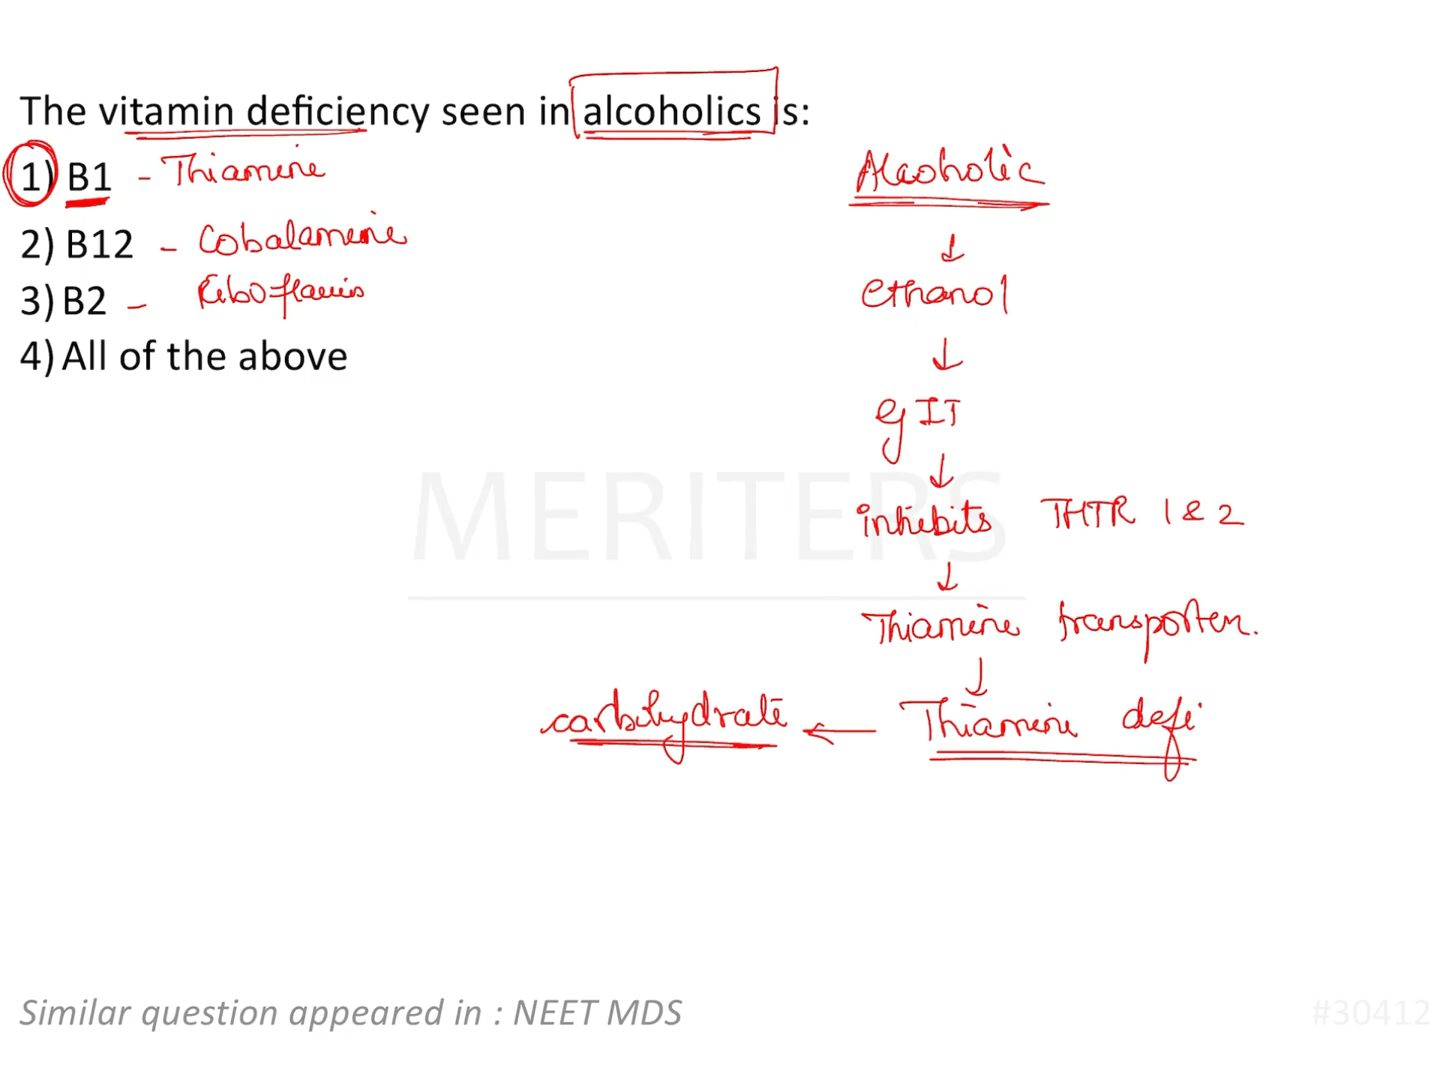 The vitamin deficiency seen in alcoholics is:
1) B1 - Thiamine
2) B12 - Cobalamine
3) B2 - Riboflavin
4) All of the above
Alcoholic
↓
ethanol
↓
GIT
↓
inhibits THTR 1 & 2
↓
Thiamine transporter.
↓
carbohydrate ← Thiamine defi
MERITERS
Similar question appeared in : NEET MDS
#30412